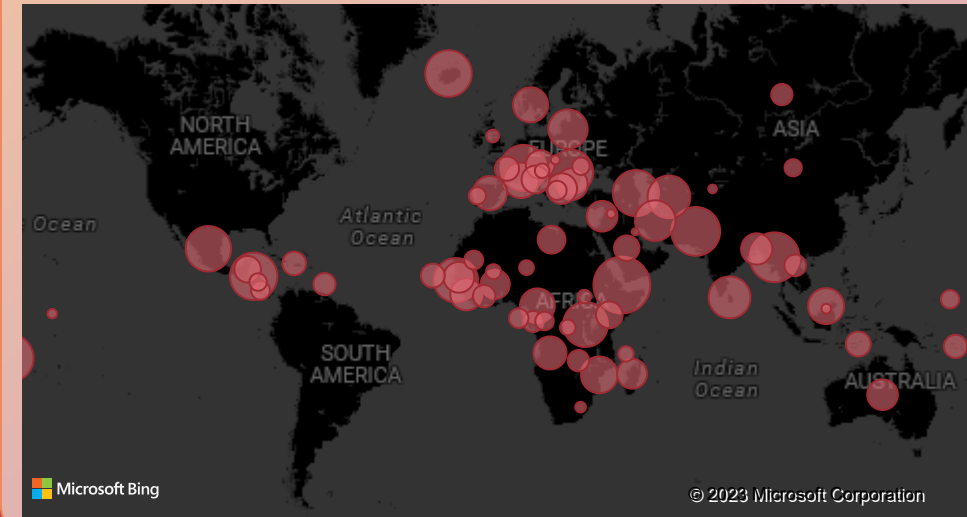 NORTH
AMERICA
EUROPE
ASIA
Atlantic
Ocean
Ocean
AFRICA
SOUTH
AMERICA
Indian
Ocean
AUSTRALIA
Microsoft Bing
© 2023 Microsoft Corporation